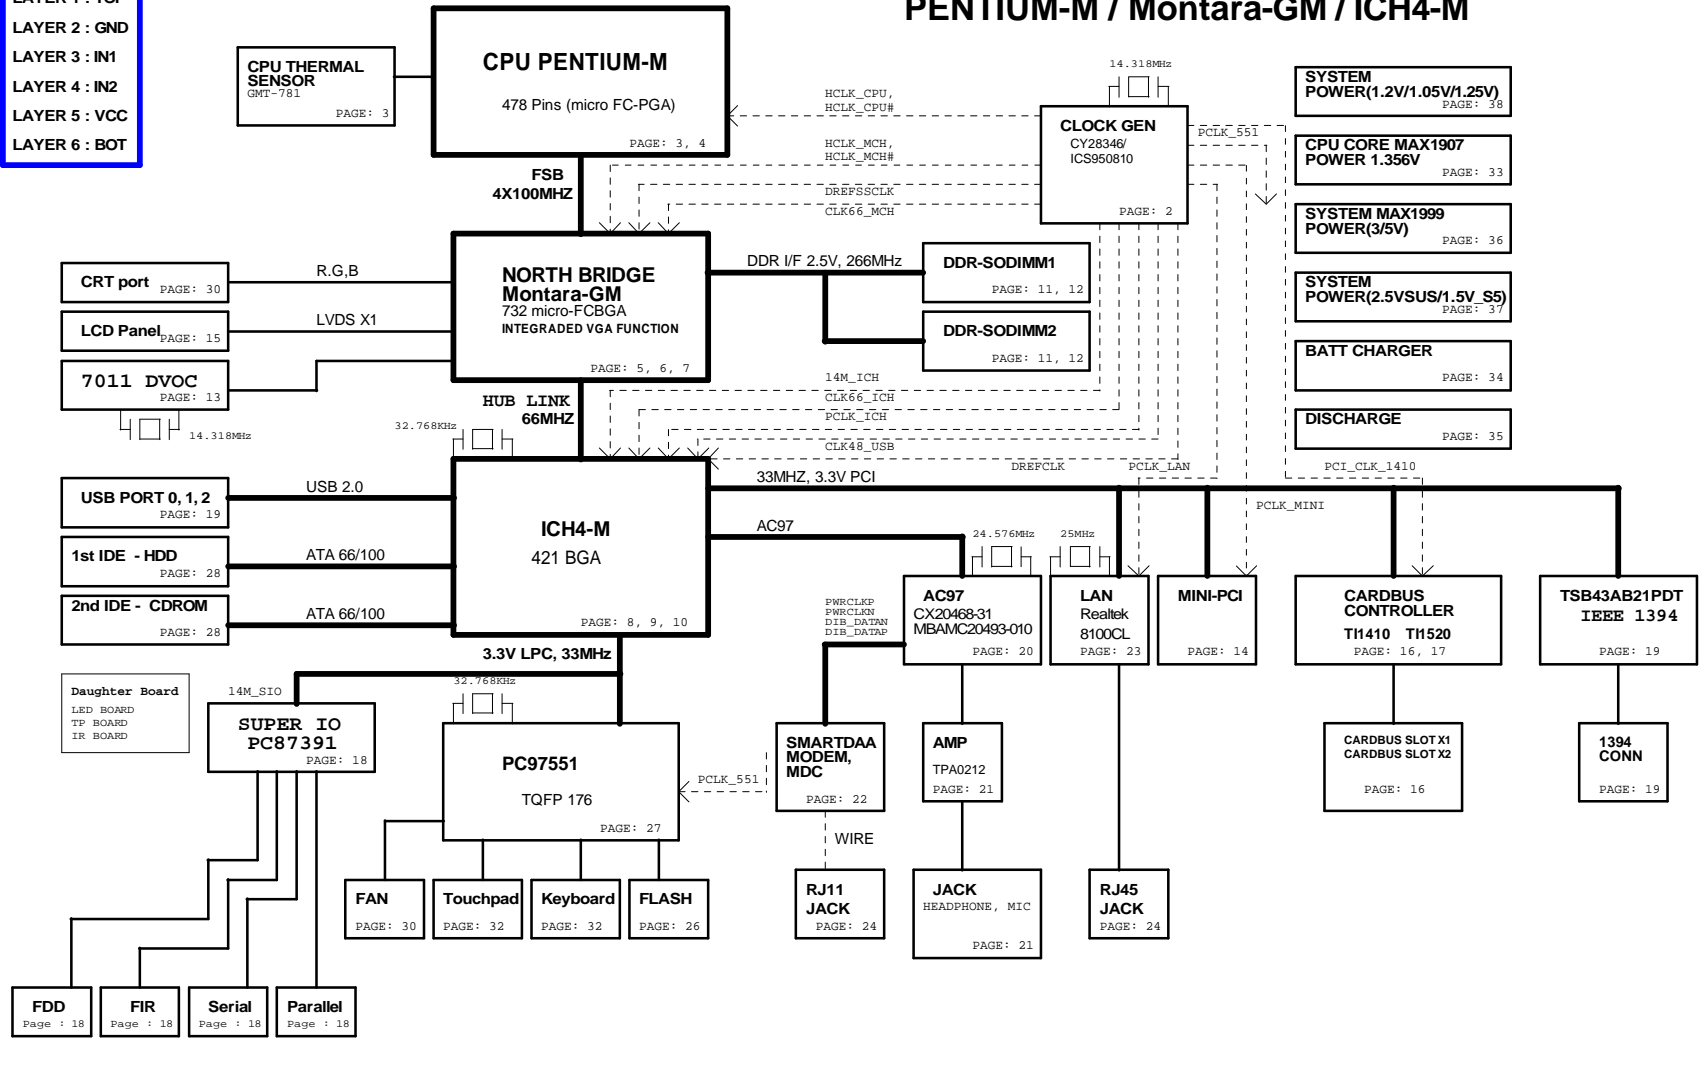 PENTIUM-M / Montara-GM / ICH4-M
LAYER 1 : TOP
LAYER 2 : GND
LAYER 3 : IN1
LAYER 4 : IN2
LAYER 5 : VCC
LAYER 6 : BOT
CPU THERMAL
SENSOR
GMT-781
PAGE: 3
CPU PENTIUM-M
478 Pins (micro FC-PGA)
PAGE: 3, 4
14.318MHz
CLOCK GEN
CY28346/
ICS950810
PAGE: 2
HCLK_CPU,
HCLK_CPU#
HCLK_MCH,
HCLK_MCH#
DREFSSCLK
CLK66_MCH
PCLK_551
SYSTEM
POWER(1.2V/1.05V/1.25V)
PAGE: 38
CPU CORE MAX1907
POWER 1.356V
PAGE: 33
SYSTEM MAX1999
POWER(3/5V)
PAGE: 36
SYSTEM
POWER(2.5VSUS/1.5V_S5)
PAGE: 37
BATT CHARGER
PAGE: 34
DISCHARGE
PAGE: 35
FSB
4X100MHZ
NORTH BRIDGE
Montara-GM
732 micro-FCBGA
INTEGRADED VGA FUNCTION
PAGE: 5, 6, 7
DDR I/F 2.5V, 266MHz
DDR-SODIMM1
PAGE: 11, 12
DDR-SODIMM2
PAGE: 11, 12
CRT port
PAGE: 30
R.G,B
LCD Panel
PAGE: 15
LVDS X1
7011 DVOC
PAGE: 13
14.318MHz
HUB LINK
66MHZ
32.768KHz
14M_ICH
CLK66_ICH
PCLK_ICH
CLK48_USB
DREFCLK
PCLK_LAN
PCI_CLK_1410
PCLK_MINI
USB PORT 0, 1, 2
PAGE: 19
USB 2.0
1st IDE - HDD
PAGE: 28
ATA 66/100
2nd IDE - CDROM
PAGE: 28
ATA 66/100
ICH4-M
421 BGA
PAGE: 8, 9, 10
33MHZ, 3.3V PCI
AC97
24.576MHz
25MHz
PWRCLKP
PWRCLKN
DIB_DATAN
DIB_DATAP
AC97
CX20468-31
MBAMC20493-010
PAGE: 20
LAN
Realtek
8100CL
PAGE: 23
MINI-PCI
PAGE: 14
CARDBUS
CONTROLLER
TI1410 TI1520
PAGE: 16, 17
TSB43AB21PDT
IEEE 1394
PAGE: 19
3.3V LPC, 33MHz
Daughter Board
LED BOARD
TP BOARD
IR BOARD
14M_SIO
SUPER IO
PC87391
PAGE: 18
32.768KHz
PC97551
TQFP 176
PAGE: 27
PCLK_551
SMARTDAA
MODEM,
MDC
PAGE: 22
AMP
TPA0212
PAGE: 21
CARDBUS SLOT X1
CARDBUS SLOT X2
PAGE: 16
1394
CONN
PAGE: 19
WIRE
FAN
PAGE: 30
Touchpad
PAGE: 32
Keyboard
PAGE: 32
FLASH
PAGE: 26
RJ11
JACK
PAGE: 24
JACK
HEADPHONE, MIC
PAGE: 21
RJ45
JACK
PAGE: 24
FDD
Page : 18
FIR
Page : 18
Serial
Page : 18
Parallel
Page : 18